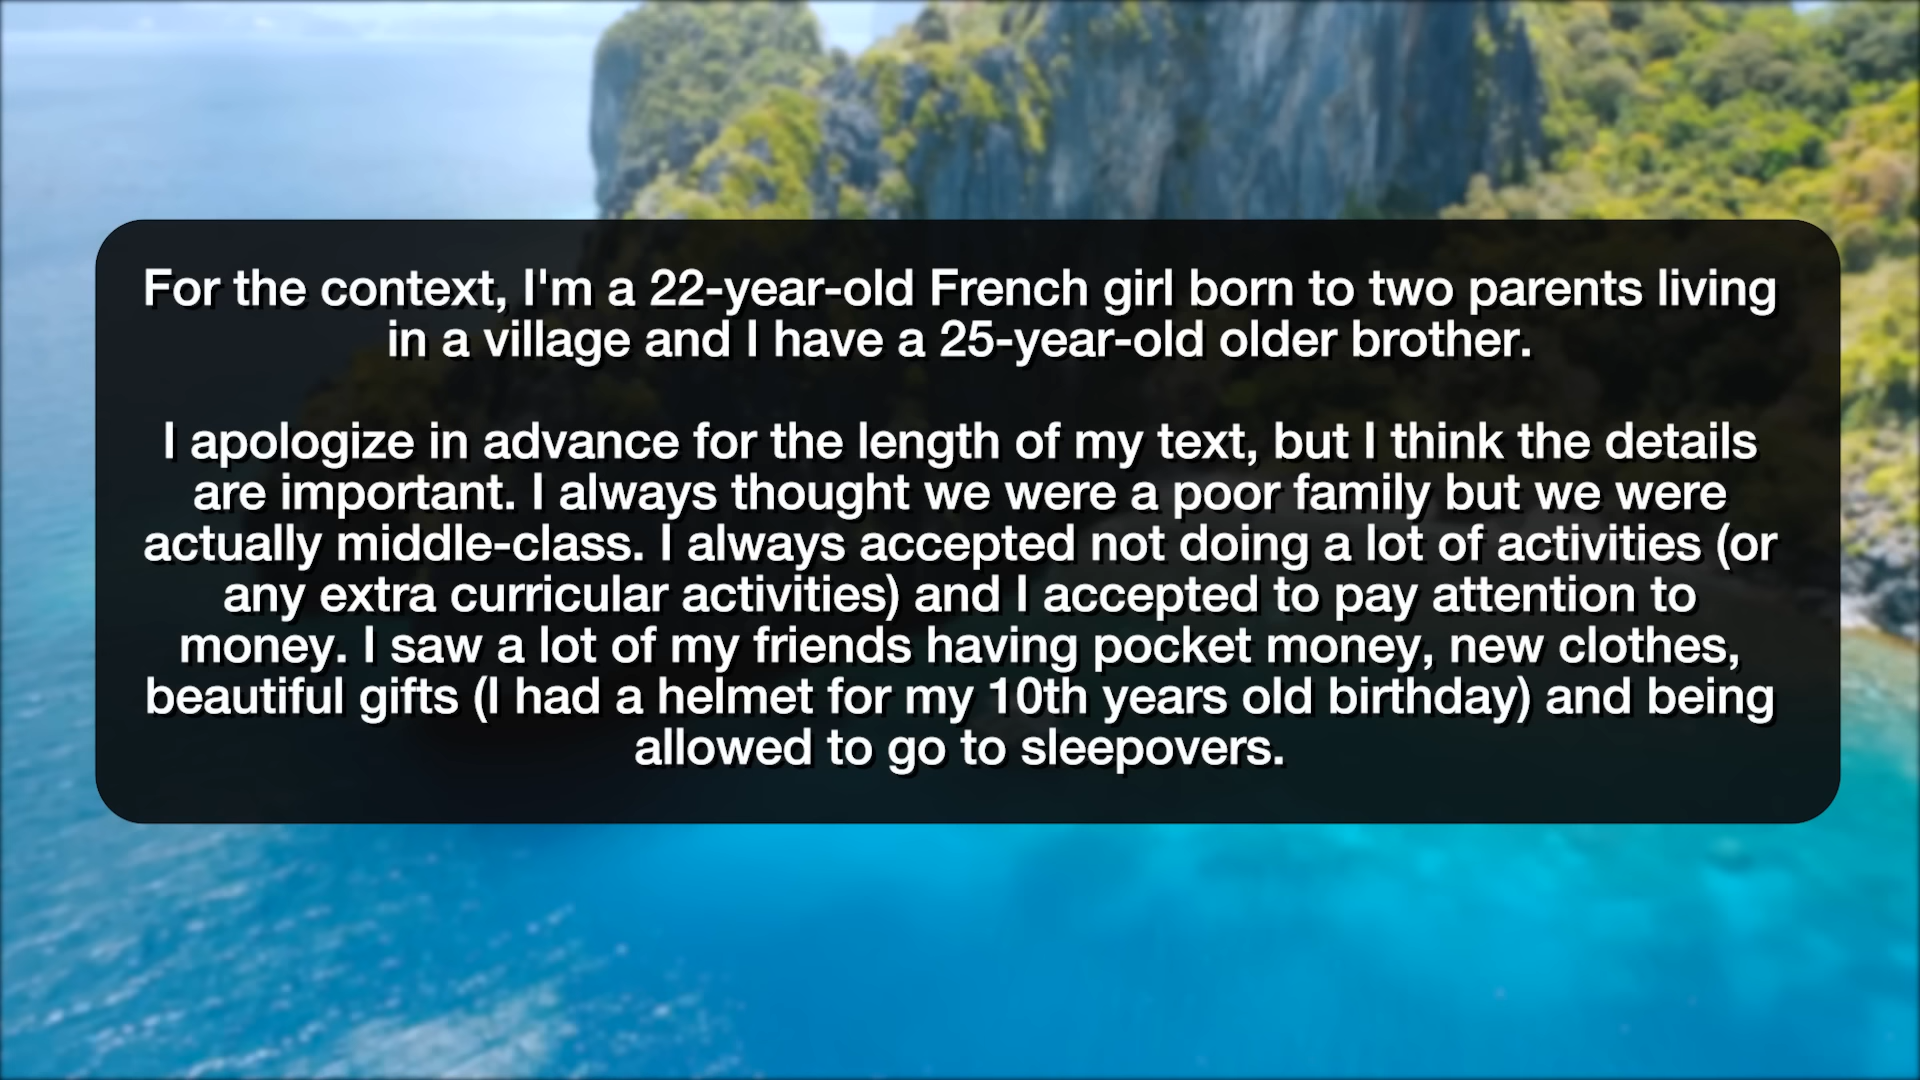 For the context, I'm a 22-year-old French girl born to two parents living
in a village and I have a 25-year-old older brother.
I apologize in advance for the length of my text, but I think the details
are important. I always thought we were a poor family but we were
actually middle-class. I always accepted not doing a lot of activities (or
any extra curricular activities) and I accepted to pay attention to
money. I saw a lot of my friends having pocket money, new clothes,
beautiful gifts (I had a helmet for my 10th years old birthday) and being
allowed to go to sleepovers.